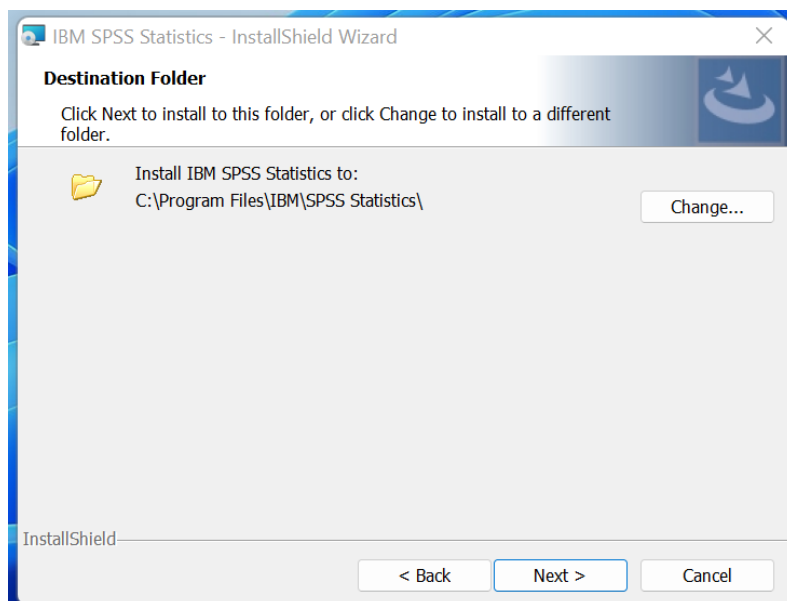 IBM SPSS Statistics - InstallShield Wizard
Destination Folder
Click Next to install to this folder, or click Change to install to a different
folder.
Install IBM SPSS Statistics to:
C:\Program Files\IBM\SPSS Statistics\
Change...
InstallShield
< Back
Next >
Cancel